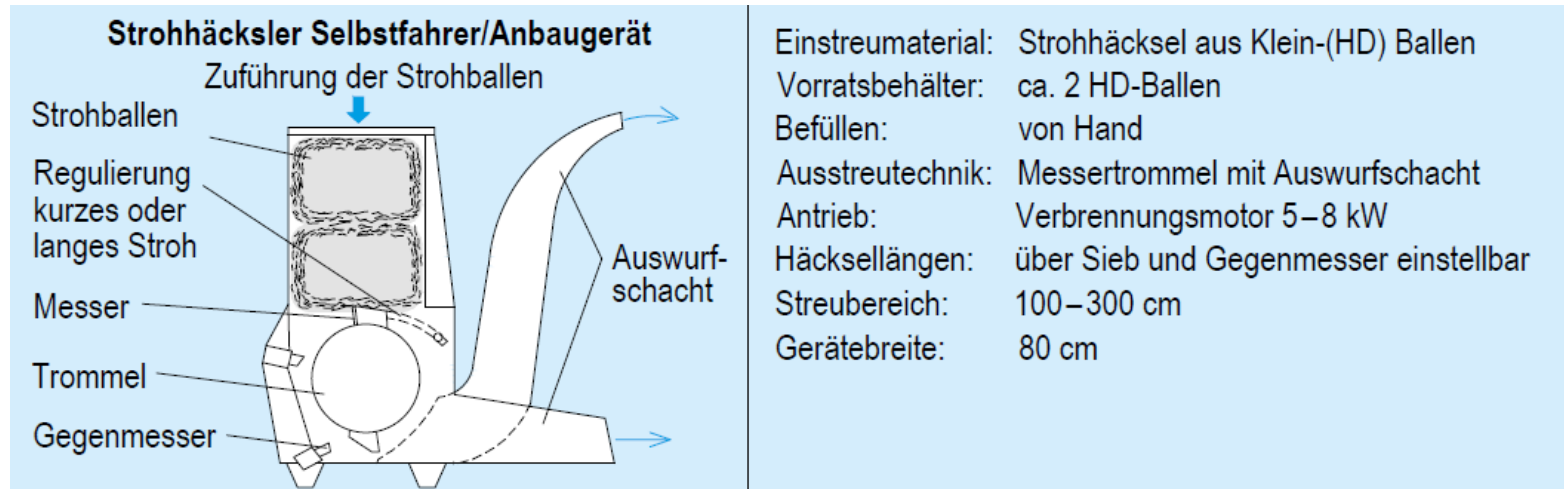 Strohhäcksler Selbstfahrer/Anbaugerät
Zuführung der Strohballen
Strohballen
Regulierung
kurzes oder
langes Stroh
Messer
Trommel
Gegenmesser
Auswurf-
schacht
Einstreumaterial: Strohhäcksel aus Klein-(HD) Ballen
Vorratsbehälter: ca. 2 HD-Ballen
Befüllen: von Hand
Ausstreutechnik: Messertrommel mit Auswurfschacht
Antrieb: Verbrennungsmotor 5–8 kW
Häcksellängen: über Sieb und Gegenmesser einstellbar
Streubereich: 100–300 cm
Gerätebreite: 80 cm